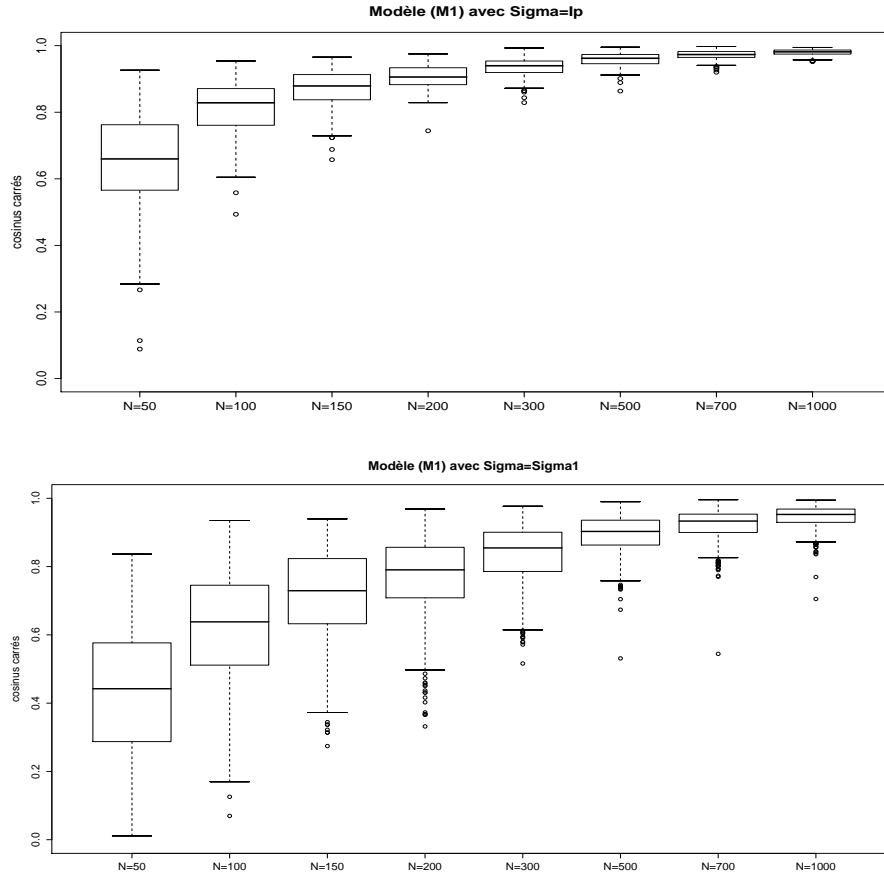 Modèle (M1) avec Sigma=Ip
cosinus carrés
1.0
0.8
0.6
0.4
0.2
0.0
N=50 N=100 N=150 N=200 N=300 N=500 N=700 N=1000
Modèle (M1) avec Sigma=Sigma1
cosinus carrés
1.0
0.8
0.6
0.4
0.2
0.0
N=50 N=100 N=150 N=200 N=300 N=500 N=700 N=1000